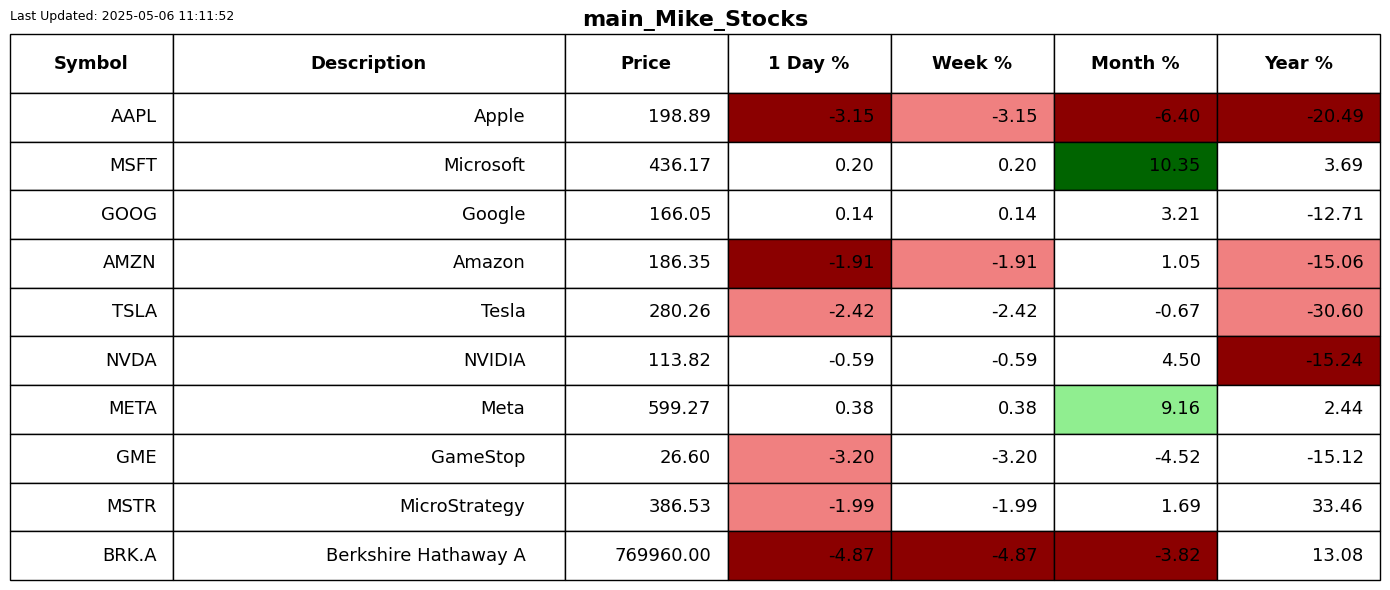 Last Updated: 2025-05-06 11:11:52
main_Mike_Stocks
Symbol Description Price 1 Day % Week % Month % Year %
AAPL Apple 198.89 -3.15 -3.15 -6.40 -20.49
MSFT Microsoft 436.17 0.20 0.20 10.35 3.69
GOOG Google 166.05 0.14 0.14 3.21 -12.71
AMZN Amazon 186.35 -1.91 -1.91 1.05 -15.06
TSLA Tesla 280.26 -2.42 -2.42 -0.67 -30.60
NVDA NVIDIA 113.82 -0.59 -0.59 4.50 -15.24
META Meta 599.27 0.38 0.38 9.16 2.44
GME GameStop 26.60 -3.20 -3.20 -4.52 -15.12
MSTR MicroStrategy 386.53 -1.99 -1.99 1.69 33.46
BRK.A Berkshire Hathaway A 769960.00 -4.87 -4.87 -3.82 13.08